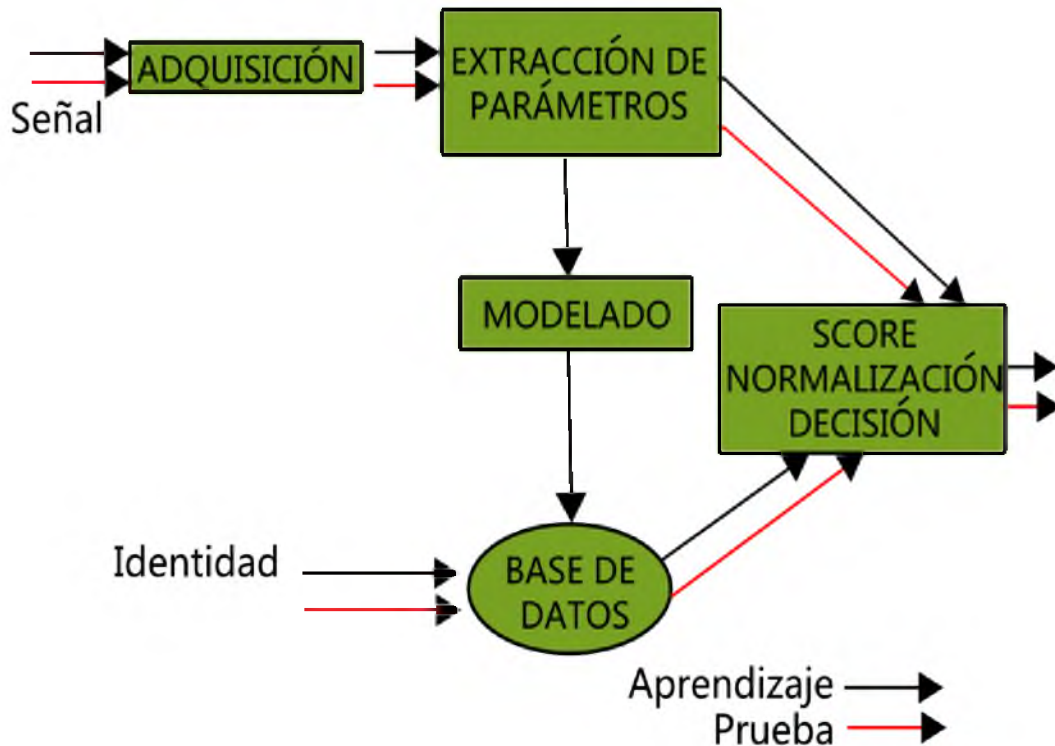 ADQUISICIÓN
Señal
EXTRACCIÓN DE
PARÁMETROS
MODELADO
SCORE
NORMALIZACIÓN
DECISIÓN
Identidad
BASE DE
DATOS
Aprendizaje
Prueba